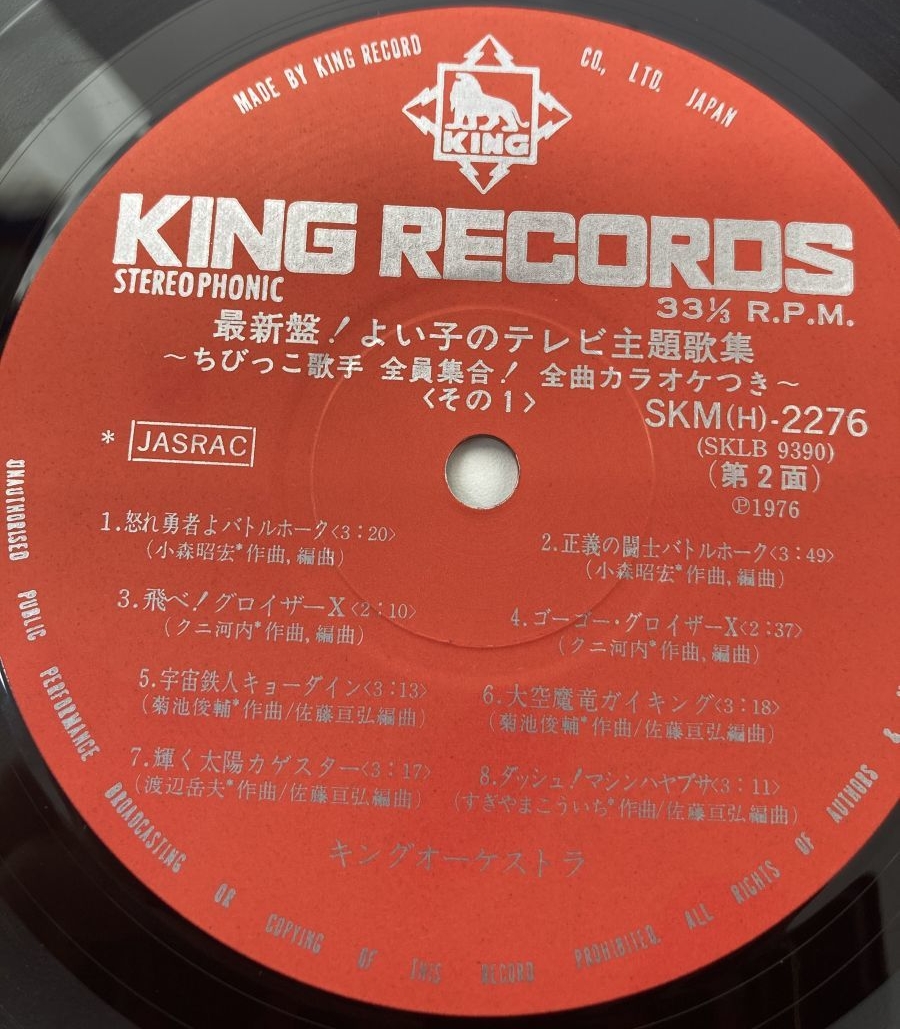 MADE BY KING RECORD CO., LTD. JAPAN
KING
KING RECORDS
STEREOPHONIC
33⅓ R.P.M.
最新盤！よい子のテレビ主題歌集
～ちびっこ歌手 全員集合！ 全曲カラオケつき～
〈その1〉
SKM(H)-2276
(SKLB 9390)
(第2面)
℗1976
* JASRAC
1.怒れ勇者よバトルホーク〈3:20〉
(小森昭宏*作曲,編曲)
2.正義の闘士バトルホーク〈3:49〉
(小森昭宏*作曲,編曲)
3.飛べ！グロイザーX〈2:10〉
(クニ河内*作曲,編曲)
4.ゴーゴー・グロイザーX〈2:37〉
(クニ河内*作曲,編曲)
5.宇宙鉄人キョーダイン〈3:13〉
(菊池俊輔*作曲/佐藤亘弘編曲)
6.大空魔竜ガイキング〈3:18〉
(菊池俊輔*作曲/佐藤亘弘編曲)
7.輝く太陽カゲスター〈3:17〉
(渡辺岳夫*作曲/佐藤亘弘編曲)
8.ダッシュ！マシンハヤブサ〈3:11〉
(すぎやまこういち*作曲/佐藤亘弘編曲)
キングオーケストラ
UNAUTHORISED PUBLIC PERFORMANCE BROADCASTING OR COPYING OF THIS RECORD PROHIBITED. ALL RIGHTS OF AUTHORS &